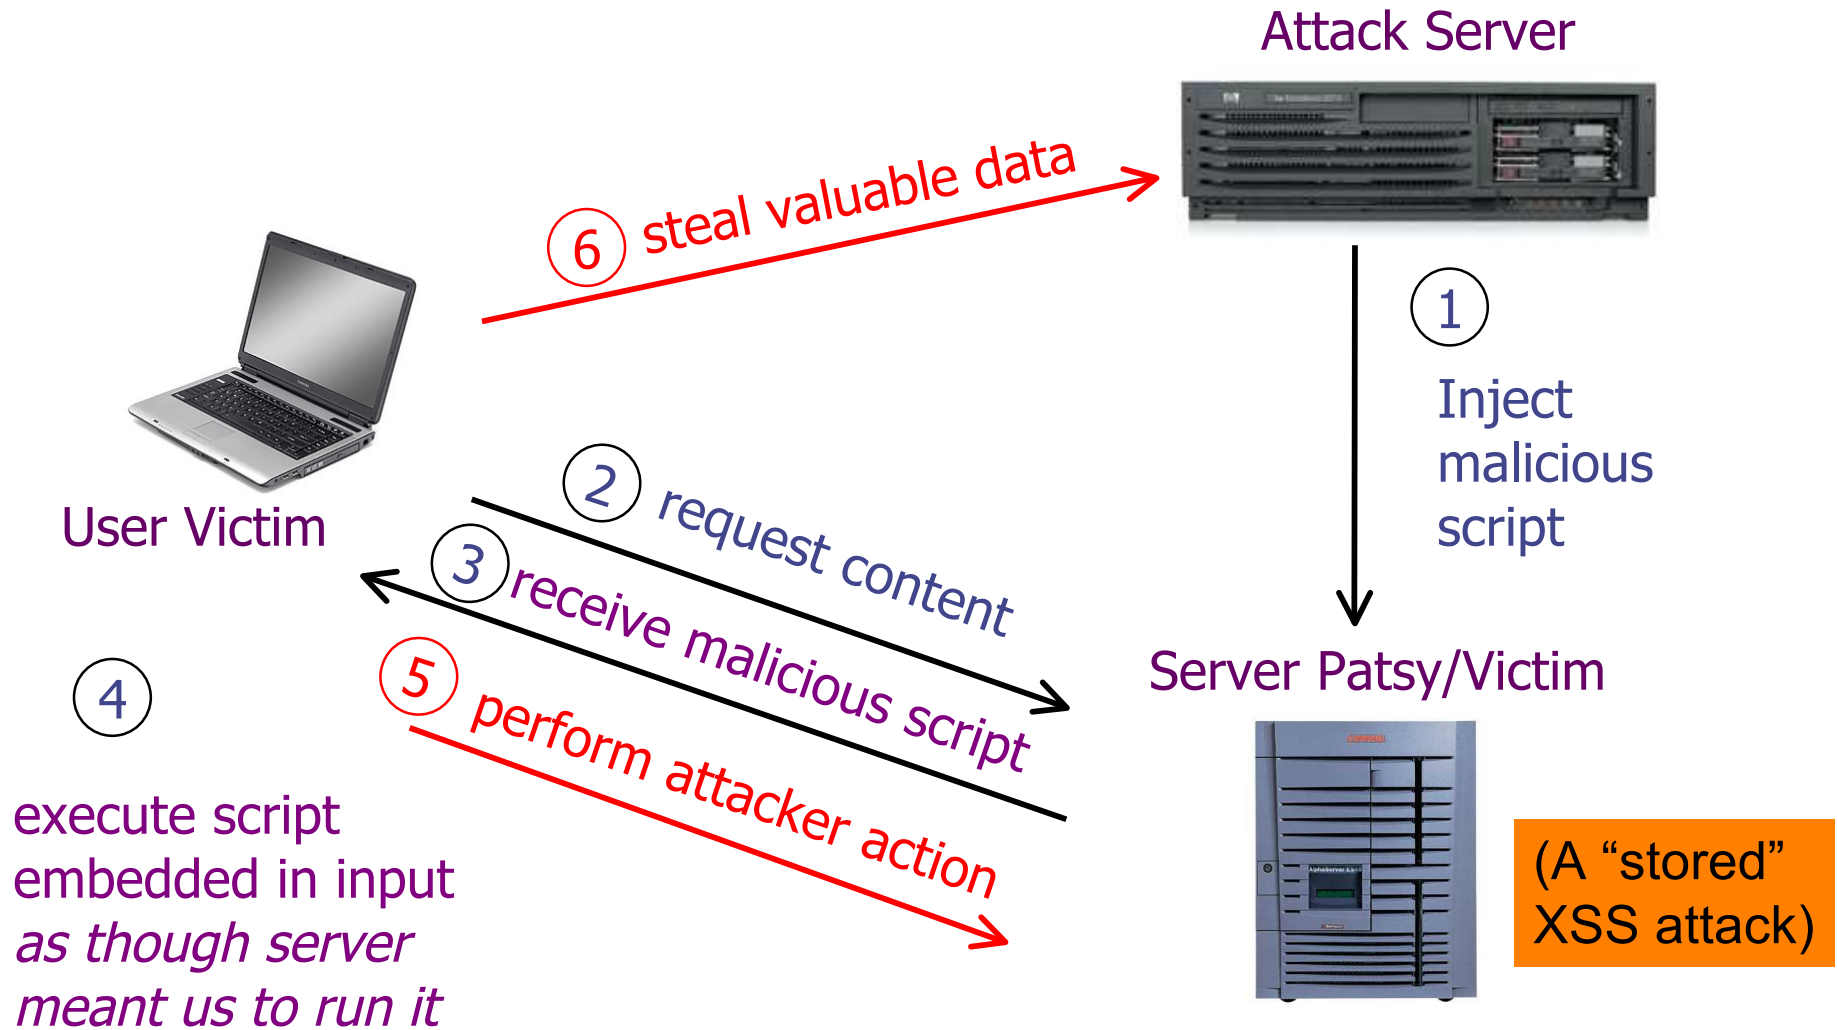 Attack Server
6 steal valuable data
1
Inject
malicious
script
User Victim
2 request content
3 receive malicious script
4
execute script
embedded in input
as though server
meant us to run it
5 perform attacker action
Server Patsy/Victim
(A “stored”
XSS attack)